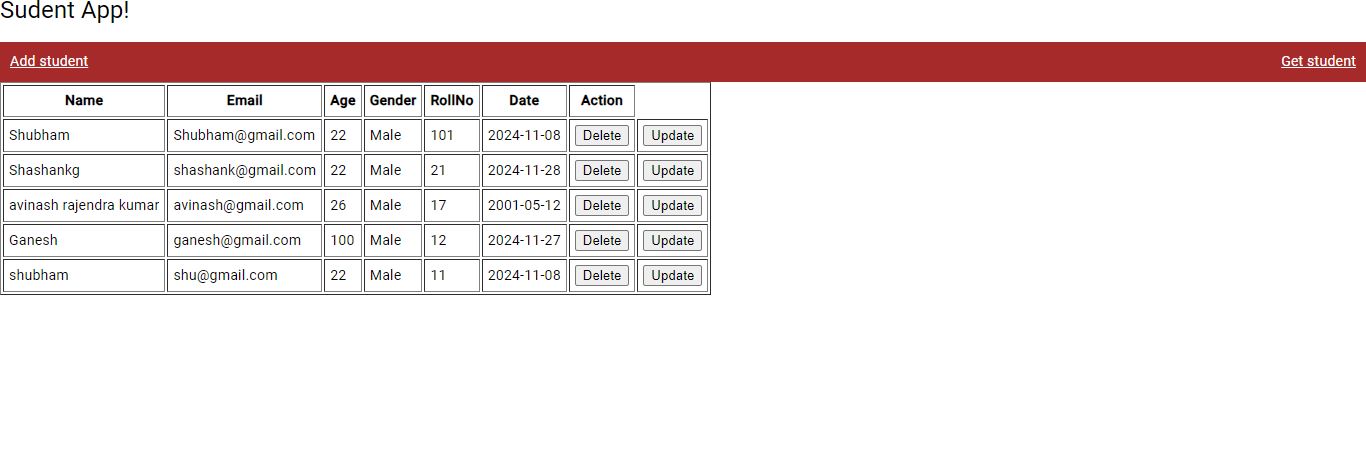 Sudent App!
Add student Get student
Name Email Age Gender RollNo Date Action
Shubham Shubham@gmail.com 22 Male 101 2024-11-08 Delete Update
Shashankg shashank@gmail.com 22 Male 21 2024-11-28 Delete Update
avinash rajendra kumar avinash@gmail.com 26 Male 17 2001-05-12 Delete Update
Ganesh ganesh@gmail.com 100 Male 12 2024-11-27 Delete Update
shubham shu@gmail.com 22 Male 11 2024-11-08 Delete Update